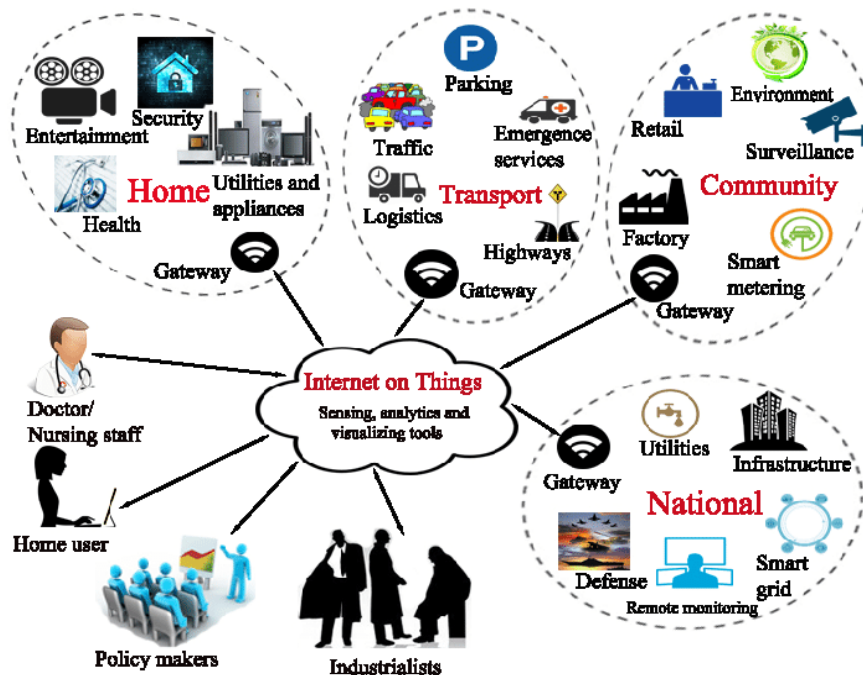 Entertainment
Security
Health
Home
Utilities and
appliances
Gateway
P
Parking
Traffic
Emergence
services
Logistics
Transport
Highways
Gateway
Retail
Environment
Surveillance
Community
Factory
Smart
metering
Gateway
Internet on Things
Sensing, analytics and
visualizing tools
Doctor/
Nursing staff
Home user
Policy makers
Industrialists
Gateway
Utilities
Infrastructure
National
Defense
Remote monitoring
Smart
grid